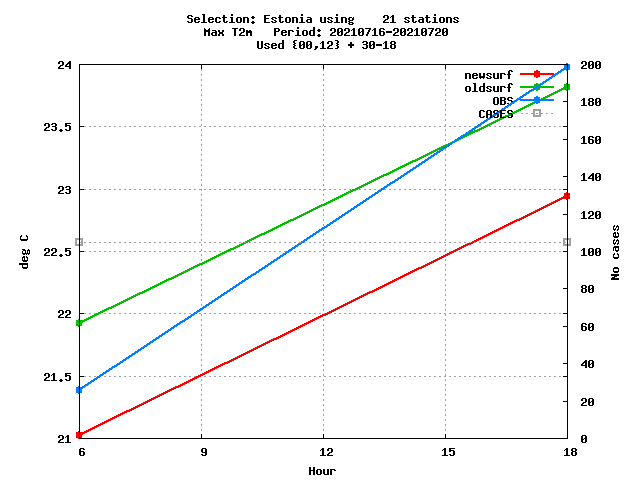 Selection: Estonia using    21 stations
Max T2m   Period: 20210716-20210720
Used {00,12} + 30-18
24
23.5
23
22.5
22
21.5
21
200
180
160
140
120
100
80
60
40
20
0
newsurf
oldsurf
OBS
CASES
deg C
No cases
6
9
12
15
18
Hour